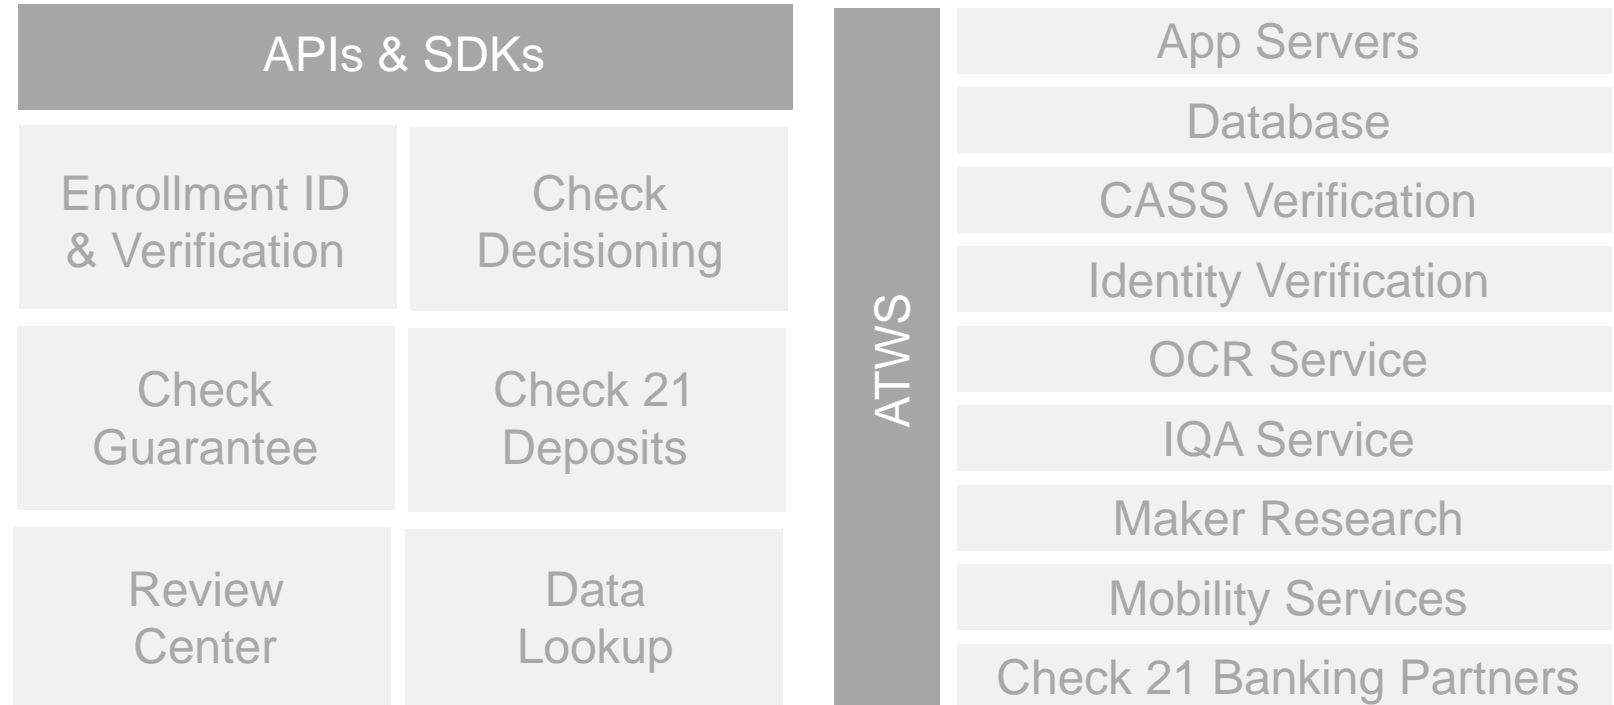 APIs & SDKs
Enrollment ID
& Verification
Check
Decisioning
Check
Guarantee
Check 21
Deposits
Review
Center
Data
Lookup
ATWS
App Servers
Database
CASS Verification
Identity Verification
OCR Service
IQA Service
Maker Research
Mobility Services
Check 21 Banking Partners